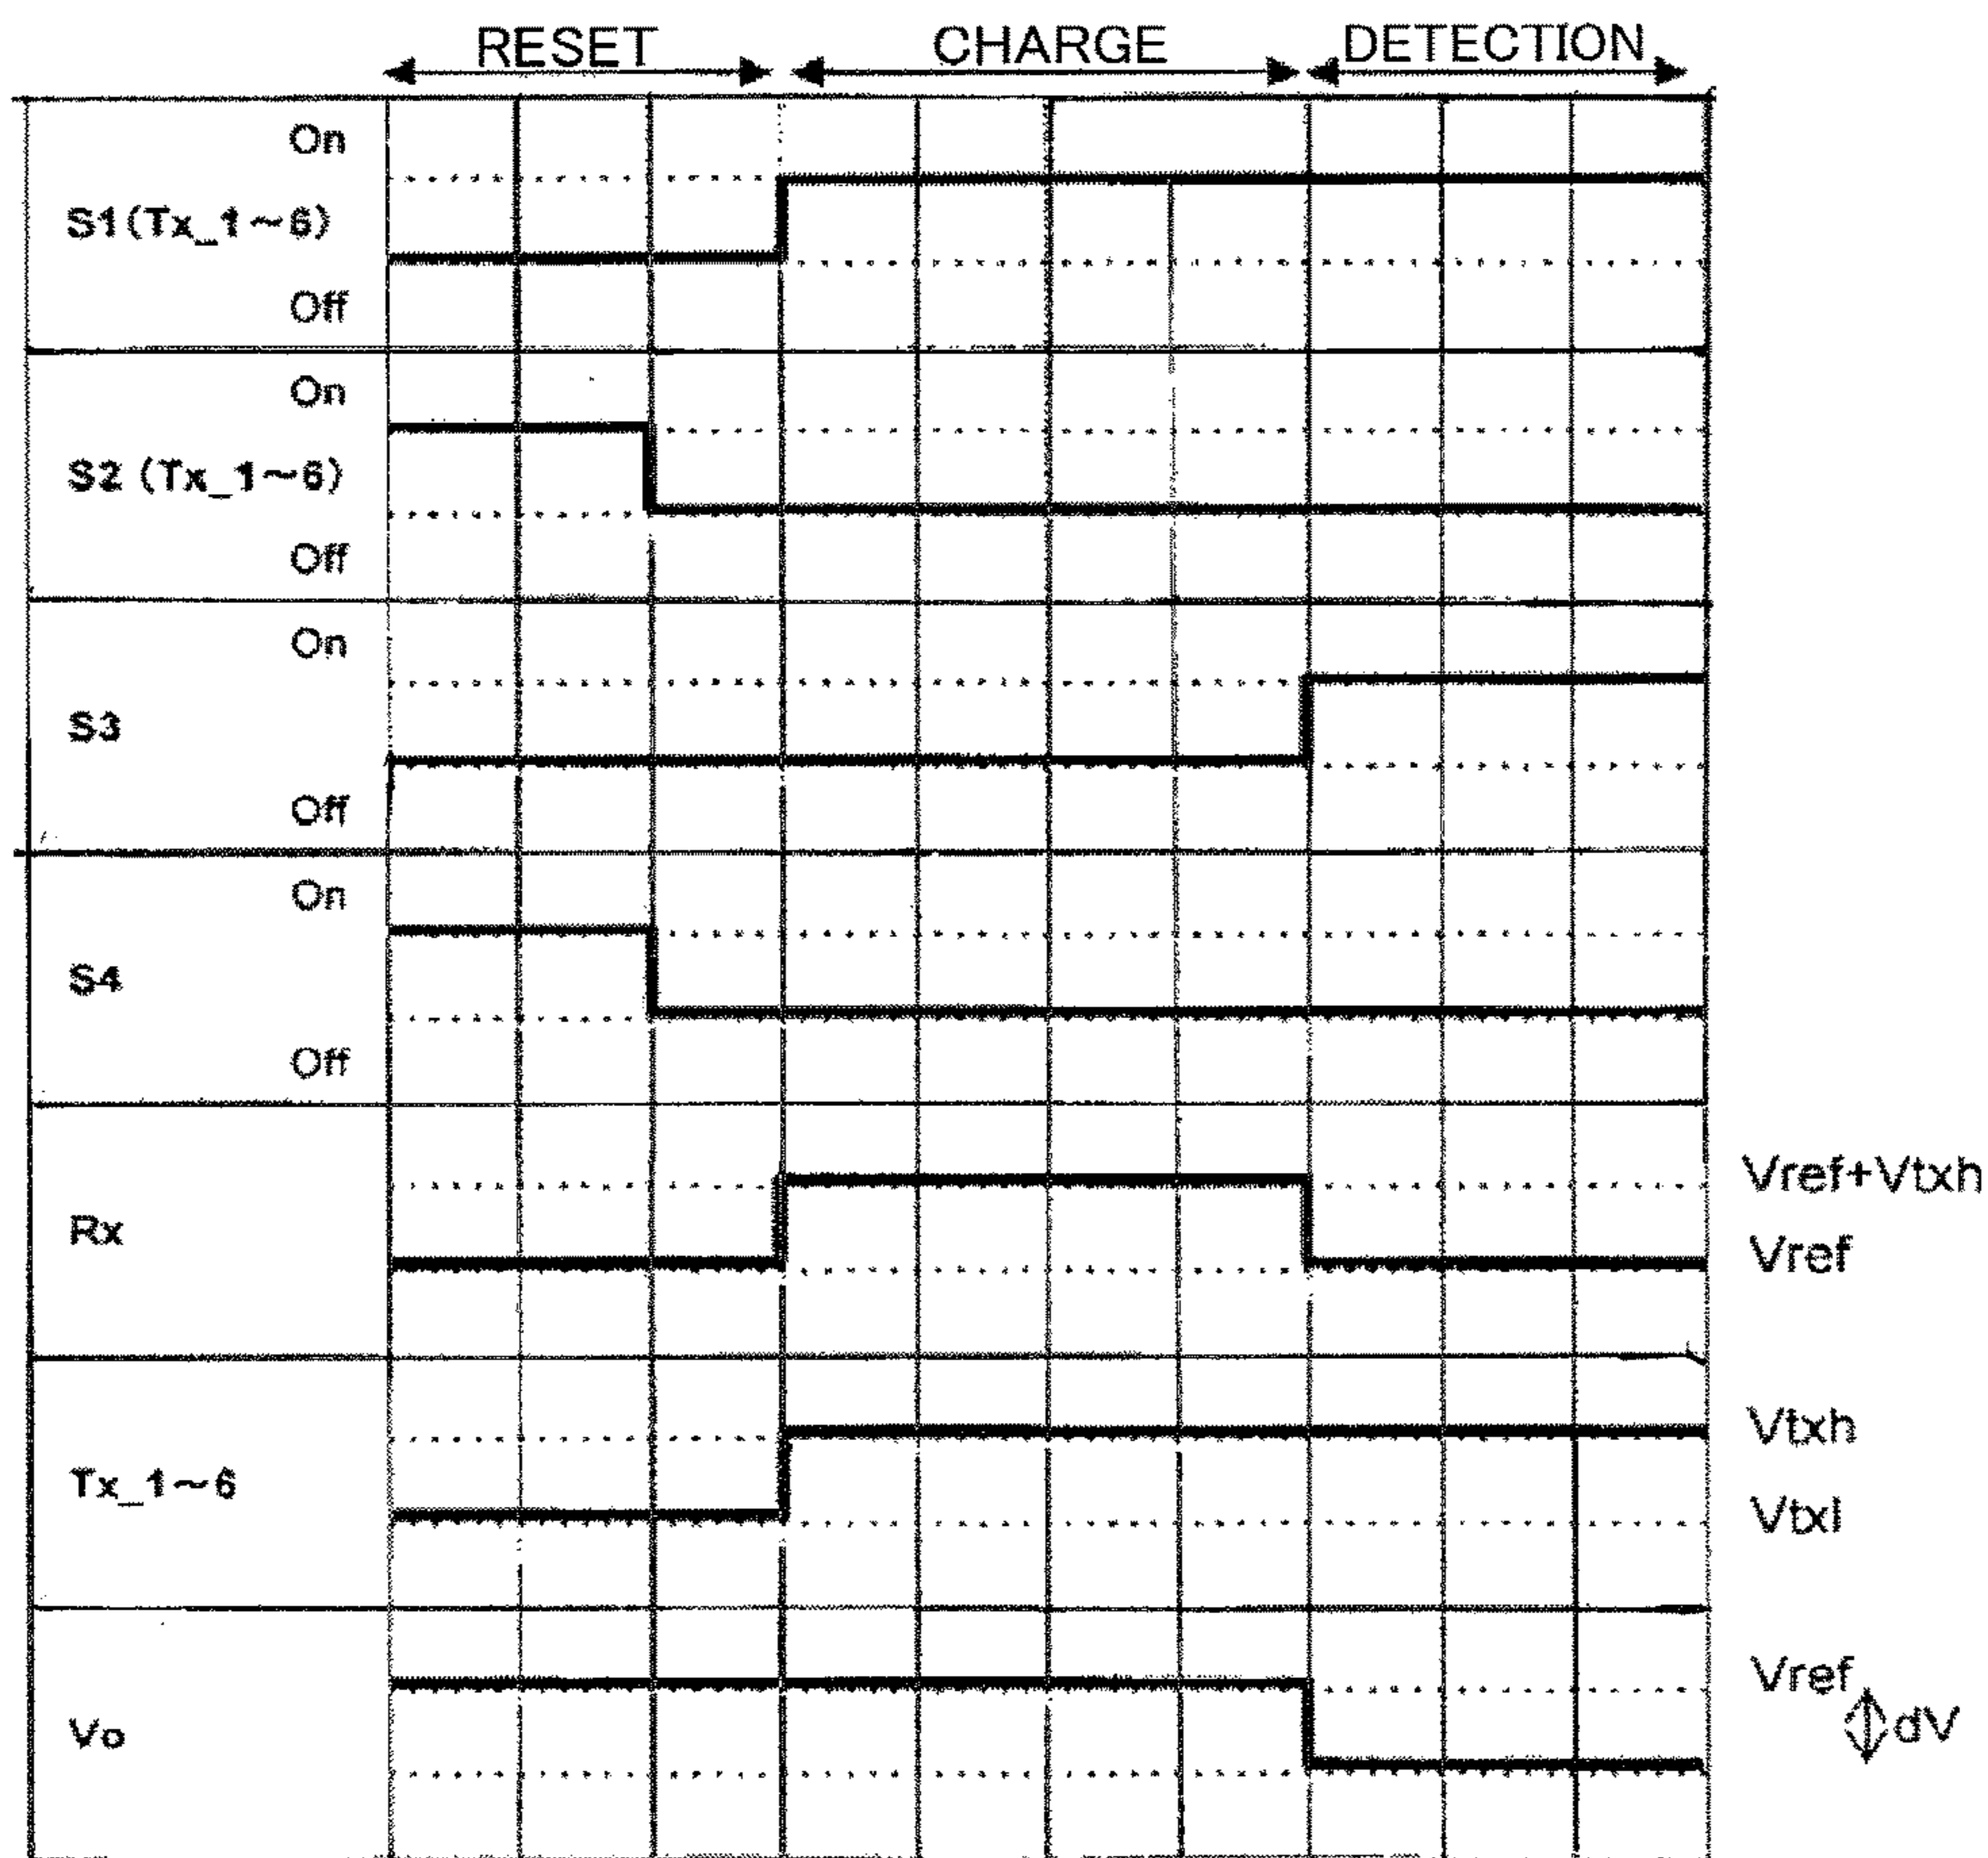 RESET CHARGE DETECTION
On
S1(Tx_1~6)
Off
On
S2 (Tx_1~6)
Off
On
S3
Off
On
S4
Off
Vref+Vtxh
Rx
Vref
Vtxh
Tx_1~6
Vtxl
Vref
dV
Vo